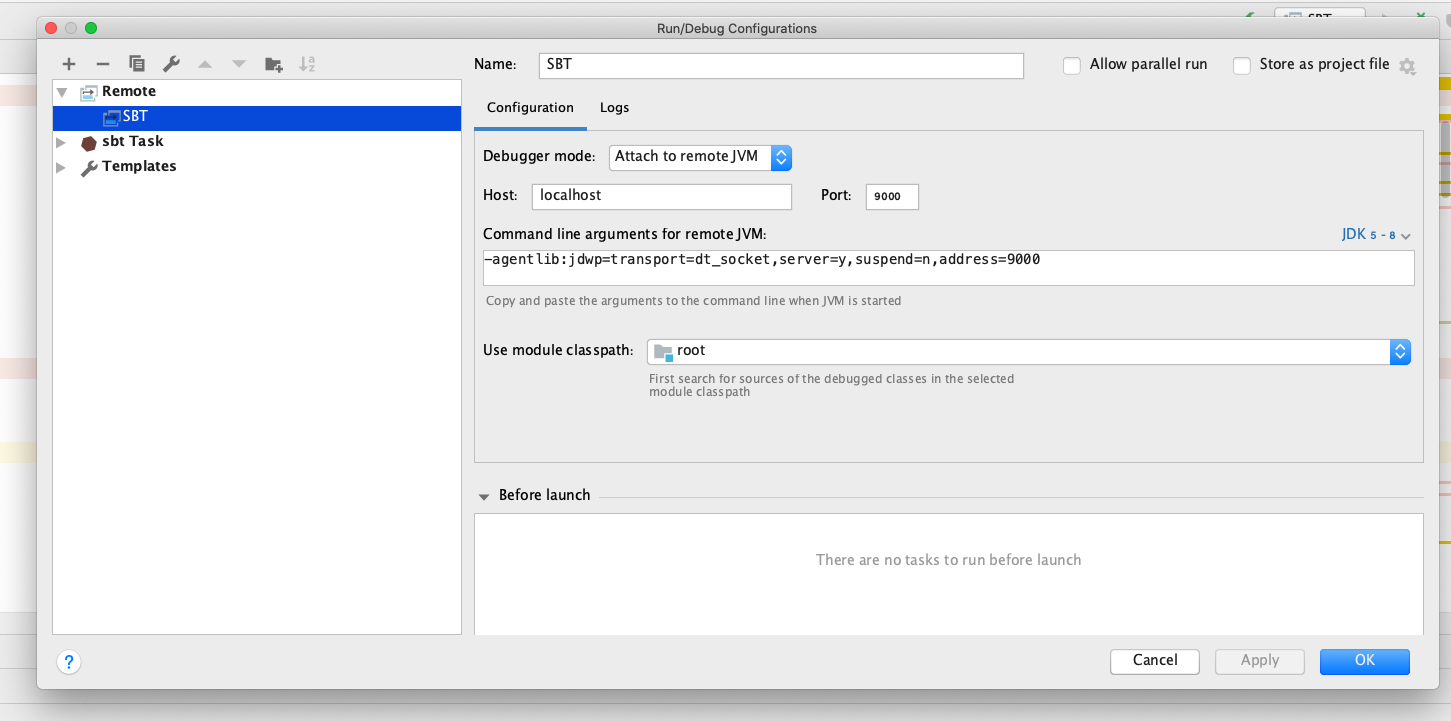 Run/Debug Configurations
Remote
SBT
sbt Task
Templates
Name: SBT
Allow parallel run
Store as project file
Configuration
Logs
Debugger mode: Attach to remote JVM
Host: localhost
Port: 9000
Command line arguments for remote JVM:
JDK 5 - 8
-agentlib:jdwp=transport=dt_socket,server=y,suspend=n,address=9000
Copy and paste the arguments to the command line when JVM is started
Use module classpath: root
First search for sources of the debugged classes in the selected
module classpath
Before launch
There are no tasks to run before launch
?
Cancel
Apply
OK